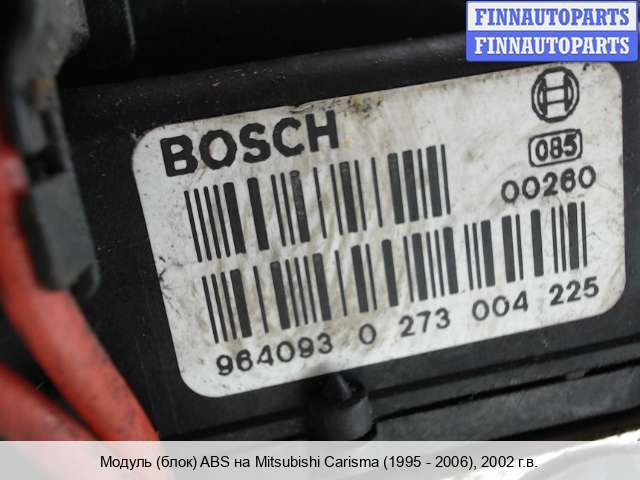 FINNAUTOPARTS
FINNAUTOPARTS
BOSCH
085
00260
964093 0 273 004 225
Модуль (блок) ABS на Mitsubishi Carisma (1995 - 2006), 2002 г.в.